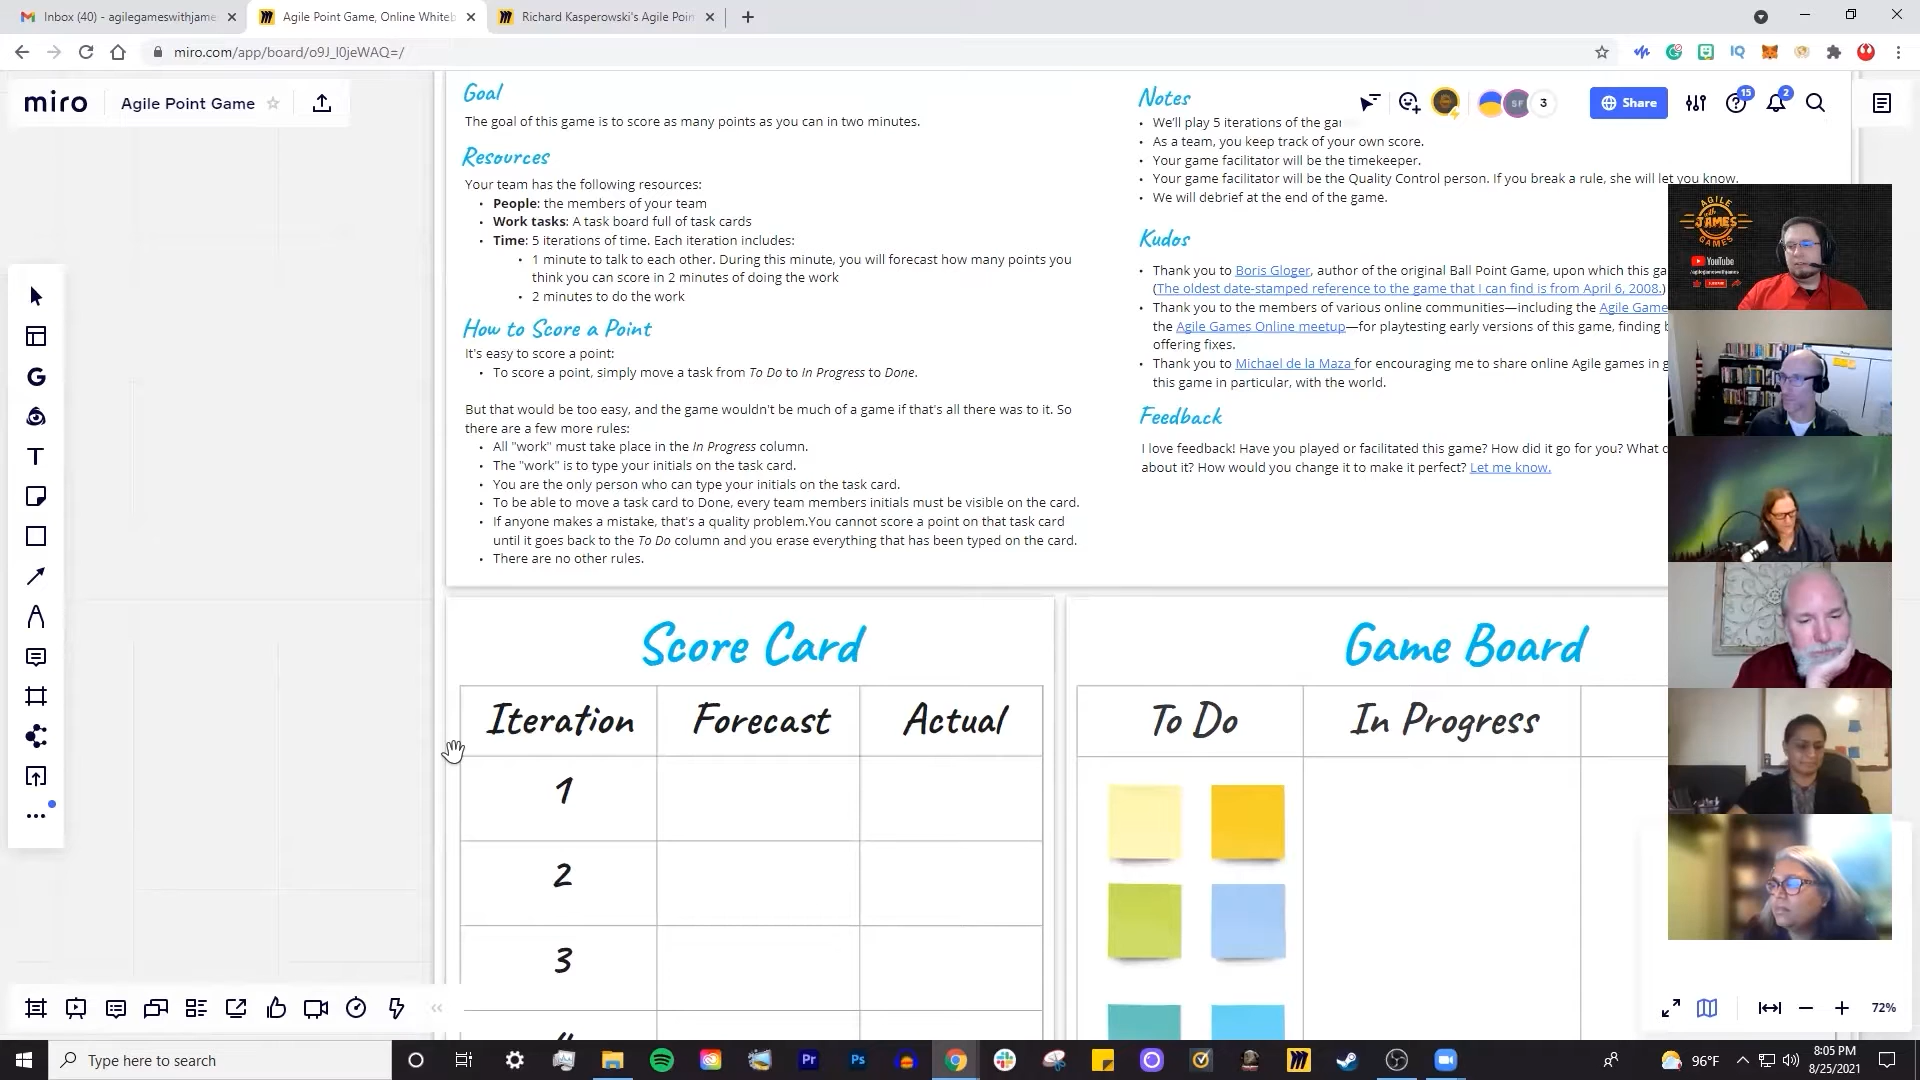 Inbox (40) - agilegameswithjame
Agile Point Game, Online Whiteb
Richard Kasperowski's Agile Poin
miro.com/app/board/o9J_l0jeWAQ=/
miro
Agile Point Game
SF
3
Share
15
2
Goal
The goal of this game is to score as many points as you can in two minutes.
Resources
Your team has the following resources:
• People: the members of your team
• Work tasks: A task board full of task cards
• Time: 5 iterations of time. Each iteration includes:
• 1 minute to talk to each other. During this minute, you will forecast how many points you
think you can score in 2 minutes of doing the work
• 2 minutes to do the work
How to Score a Point
It's easy to score a point:
• To score a point, simply move a task from To Do to In Progress to Done.
But that would be too easy, and the game wouldn't be much of a game if that's all there was to it. So
there are a few more rules:
• All "work" must take place in the In Progress column.
• The "work" is to type your initials on the task card.
• You are the only person who can type your initials on the task card.
• To be able to move a task card to Done, every team members initials must be visible on the card.
• If anyone makes a mistake, that's a quality problem.You cannot score a point on that task card
until it goes back to the To Do column and you erase everything that has been typed on the card.
• There are no other rules.
Notes
• We'll play 5 iterations of the
• As a team, you keep track of your own score.
• Your game facilitator will be the timekeeper.
• Your game facilitator will be the Quality Control person. If you break a rule, she will let you know.
• We will debrief at the end of the game.
Kudos
• Thank you to Boris Gloger, author of the original Ball Point Game, upon which this ga
(The oldest date-stamped reference to the game that I can find is from April 6, 2008.)
• Thank you to the members of various online communities—including the Agile Game
the Agile Games Online meetup—for playtesting early versions of this game, finding
offering fixes.
• Thank you to Michael de la Maza for encouraging me to share online Agile games in g
this game in particular, with the world.
Feedback
I love feedback! Have you played or facilitated this game? How did it go for you? What
about it? How would you change it to make it perfect? Let me know.
AGILE
with
JAMES
GAMES
YouTube
/agilegameswithjames
Score Card
Iteration Forecast Actual
1
2
3
Game Board
To Do In Progress
72%
Type here to search
Pr
Ps
96°F
8:05 PM
8/25/2021